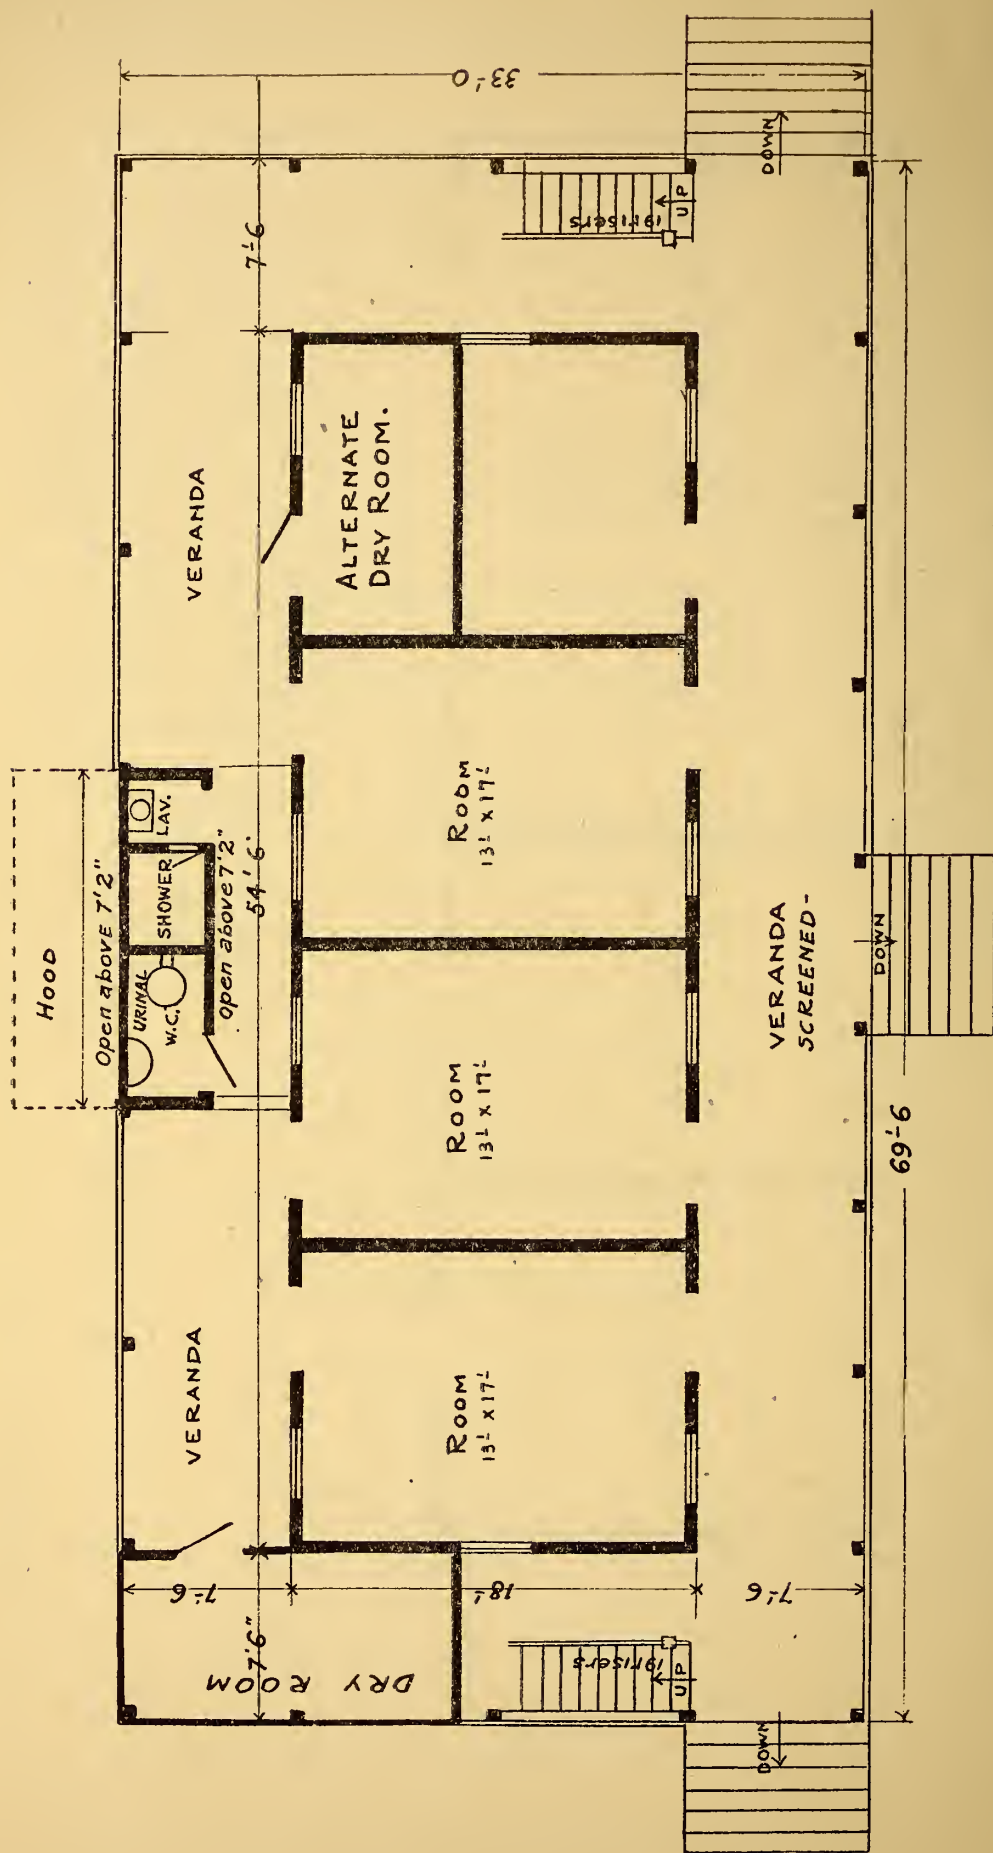 HOOD
Open above 7'2"
URINAL
W.C.
SHOWER
LAV.
open above 7'2"
VERANDA
VERANDA
7'6"
54'-6"
7'-6
33'-0
DRY ROOM
7'-6
18'-
7'-6
ROOM
13'- x 17'-
ROOM
13'- x 17'-
ROOM
13'- x 17'-
ALTERNATE
DRY ROOM.
19 risers
UP
19 risers
UP
VERANDA
SCREENED-
DOWN
DOWN
DOWN
69'-6